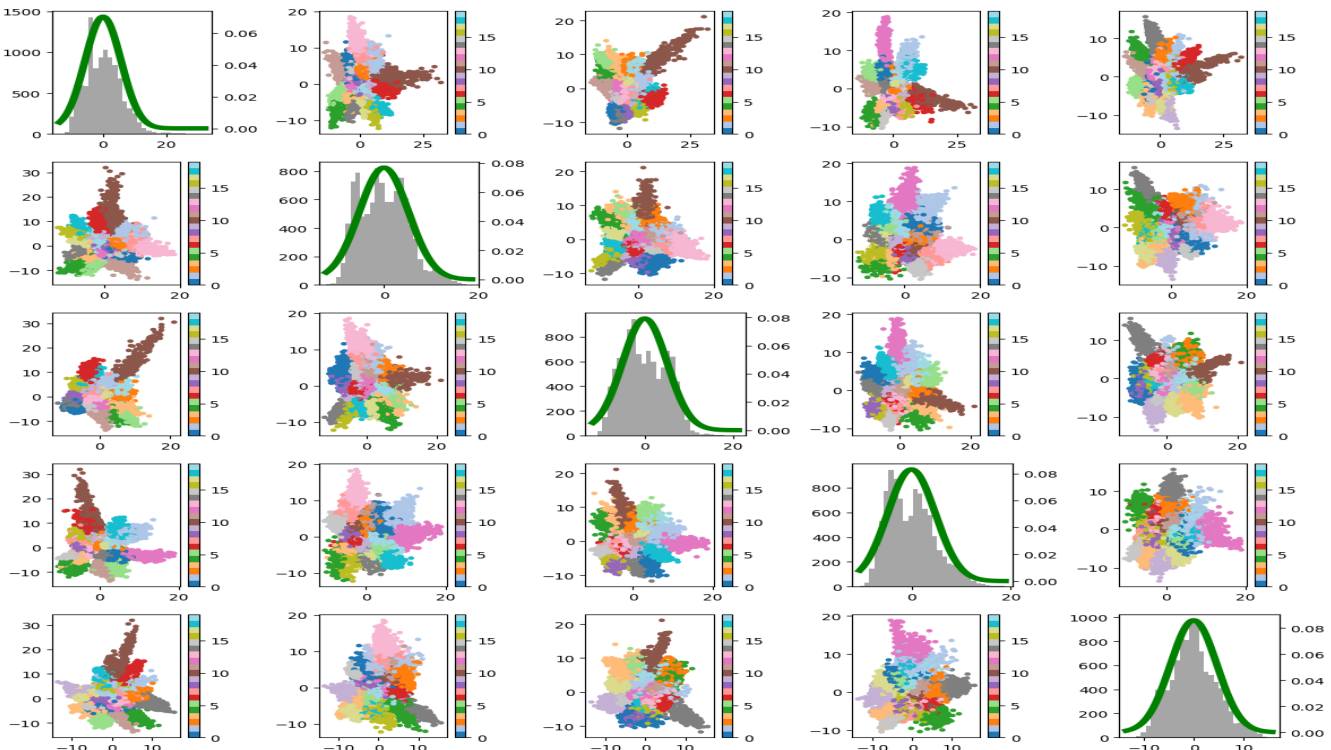 1500 20 20
20 10
1000 0.06 10 15 10 15 10 15 10 15
0.04 0 10 10 0 10 10
500 0.02 0 5 0 5 0 5 0 5
0 0.00 −10 0 −10 0 −10 0 −10 0
0 20 0 25 0 25 0 25 0 25
30 800 0.08 20 20
20 15 600 0.06 10 15 10 15 10 15
10 10 400 0.04 10 10 0 10
0 5 200 0.02 0 5 0 5 5
−10 0 0 0.00 −10 0 −10 0 −10 0
0 20 0 20 0 20 0 20 0 20
30 20 0.08 20
20 15 10 15 800 0.06 10 15 10 15
10 10 10 600 0.04 10 10
0 5 0 5 400 0.02 0 5 0 5
−10 0 −10 0 200 0.00 −10 0 −10 0
0
0 20 0 20 0 20 0 20 0 20
30 20 20 0.08
20 15 10 15 10 15 800 0.06 10 15
10 10 10 10 600 0.04 0 10
0 5 0 5 0 5 400 0.02 5
−10 0 −10 0 −10 0 200 0.00 −10 0
0
0 20 0 20 0 20 0 20 0 20
30 20 20 20 1000 0.08
20 15 10 15 10 15 10 15 800 0.06
10 10 10 10 10 600 0.04
0 5 0 5 0 5 0 5 400 0.02
−10 0 −10 0 −10 0 −10 0 200 0.00
0
−10 0 10 −10 0 10 −10 0 10 −10 0 10 −10 0 10